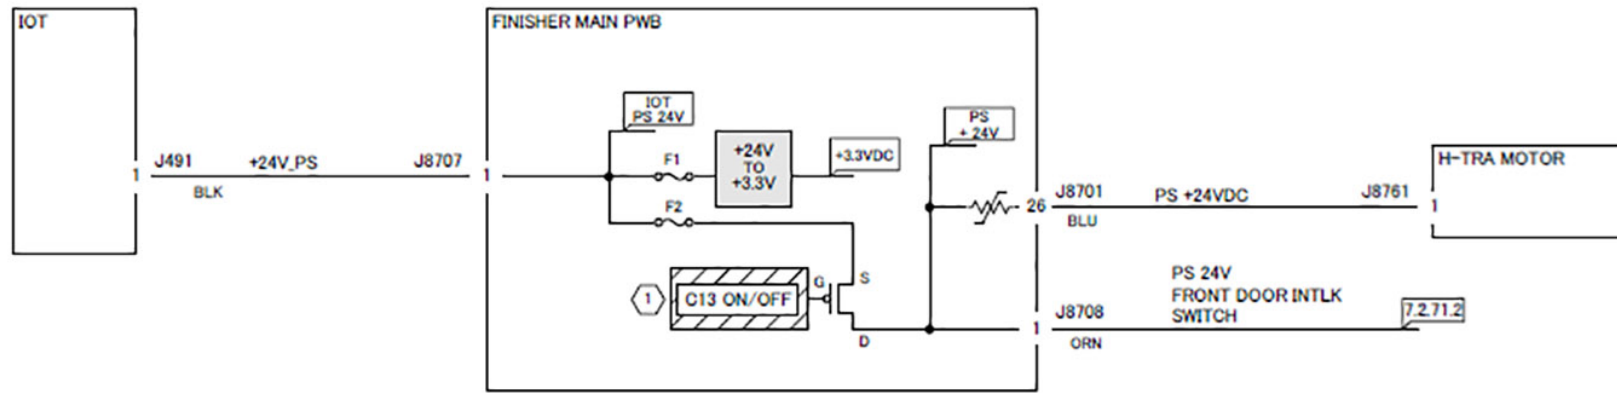 IOT
FINISHER MAIN PWB
IOT
PS 24V
PS
+ 24V
J491
+24V_PS
J8707
F1
+24V
TO
+3.3V
+3.3VDC
H-TRA MOTOR
1
BLK
1
F2
26
J8701
BLU
PS +24VDC
J8761
1
1
C13 ON/OFF
G
S
D
1
J8708
ORN
PS 24V
FRONT DOOR INTLK
SWITCH
7.2.71.2